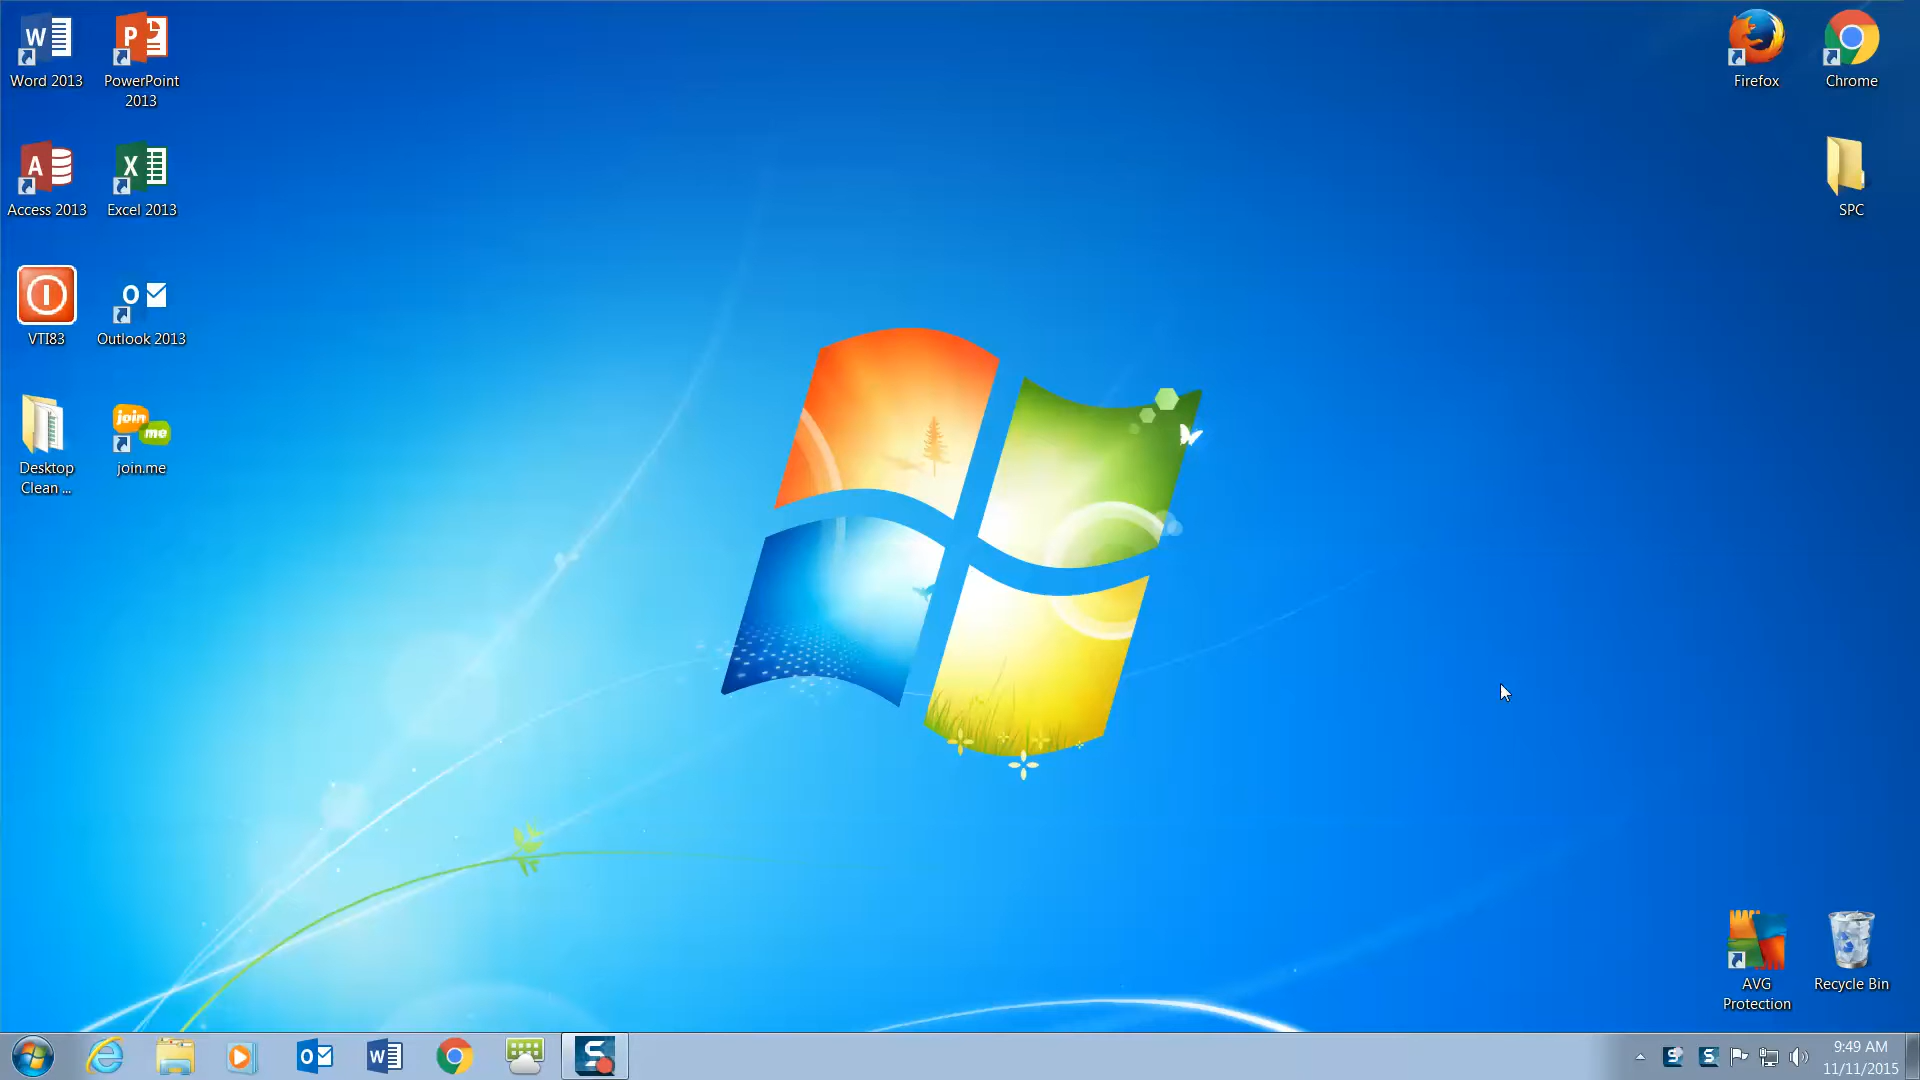 Word 2013
PowerPoint
2013
Firefox
Chrome
Access 2013
Excel 2013
SPC
VTI83
Outlook 2013
join
me
Desktop
Clean ...
join.me
AVG
Protection
Recycle Bin
9:49 AM
11/11/2015